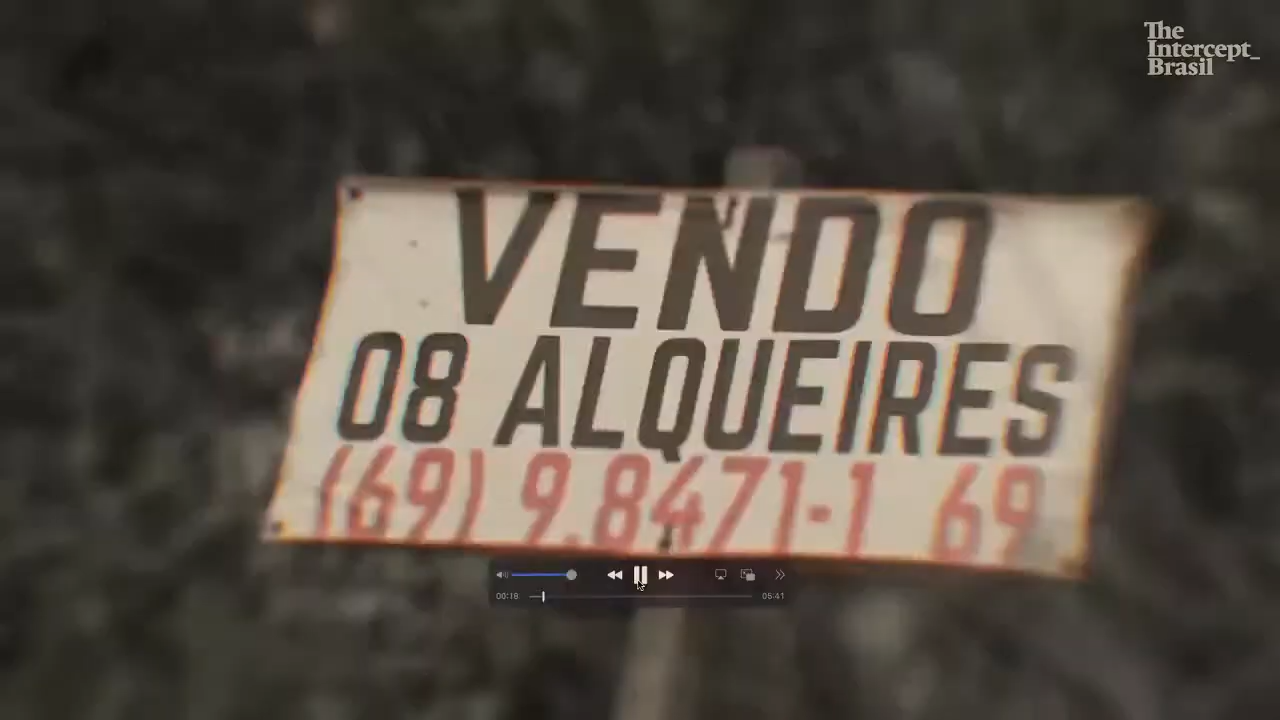 The
Intercept_
Brasil
VENDO
08 ALQUEIRES
(69) 9.8471-1 69
00:18
05:41